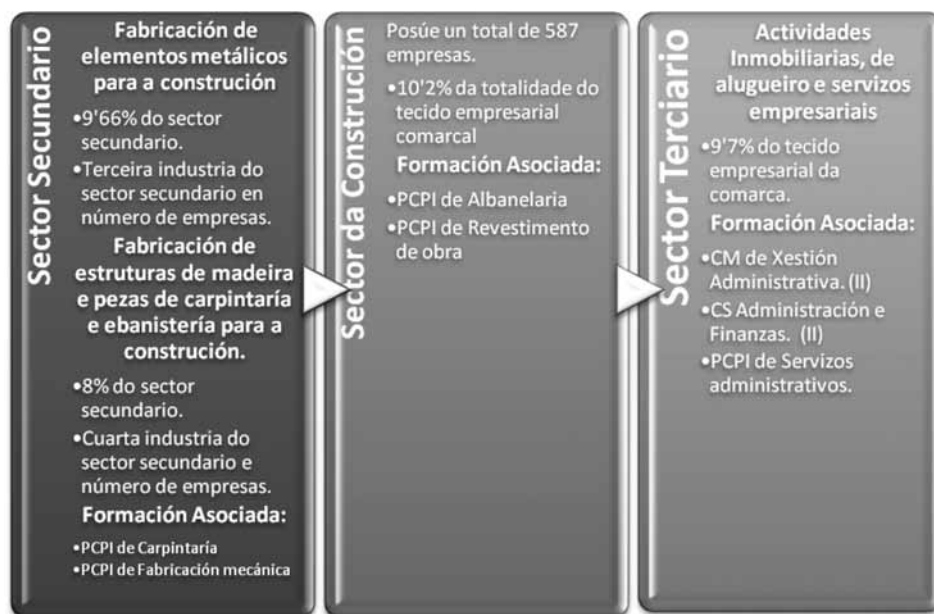 Sector Secundario
Fabricación de
elementos metálicos
para a construción
•9'66% do sector
secundario.
•Terceira industria do
sector secundario en
número de empresas.
Fabricación de
estruturas de madeira
e pezas de carpintaría
e ebanistería para a
construción.
•8% do sector
secundario.
•Cuarta industria do
sector secundario e
número de empresas.
Formación Asociada:
•PCPI de Carpintaría
•PCPI de Fabricación mecánica
Sector da Construción
Posúe un total de 587
empresas.
•10'2% da totalidade do
tecido empresarial
comarcal
Formación Asociada:
•PCPI de Albanelaria
•PCPI de Revestimento
de obra
Sector Terciario
Actividades
Inmobiliarias, de
alugueiro e servizos
empresariais
•9'7% do tecido
empresarial da
comarca.
Formación Asociada:
•CM de Xestión
Administrativa. (II)
•CS Administración e
Finanzas. (II)
•PCPI de Servizos
administrativos.